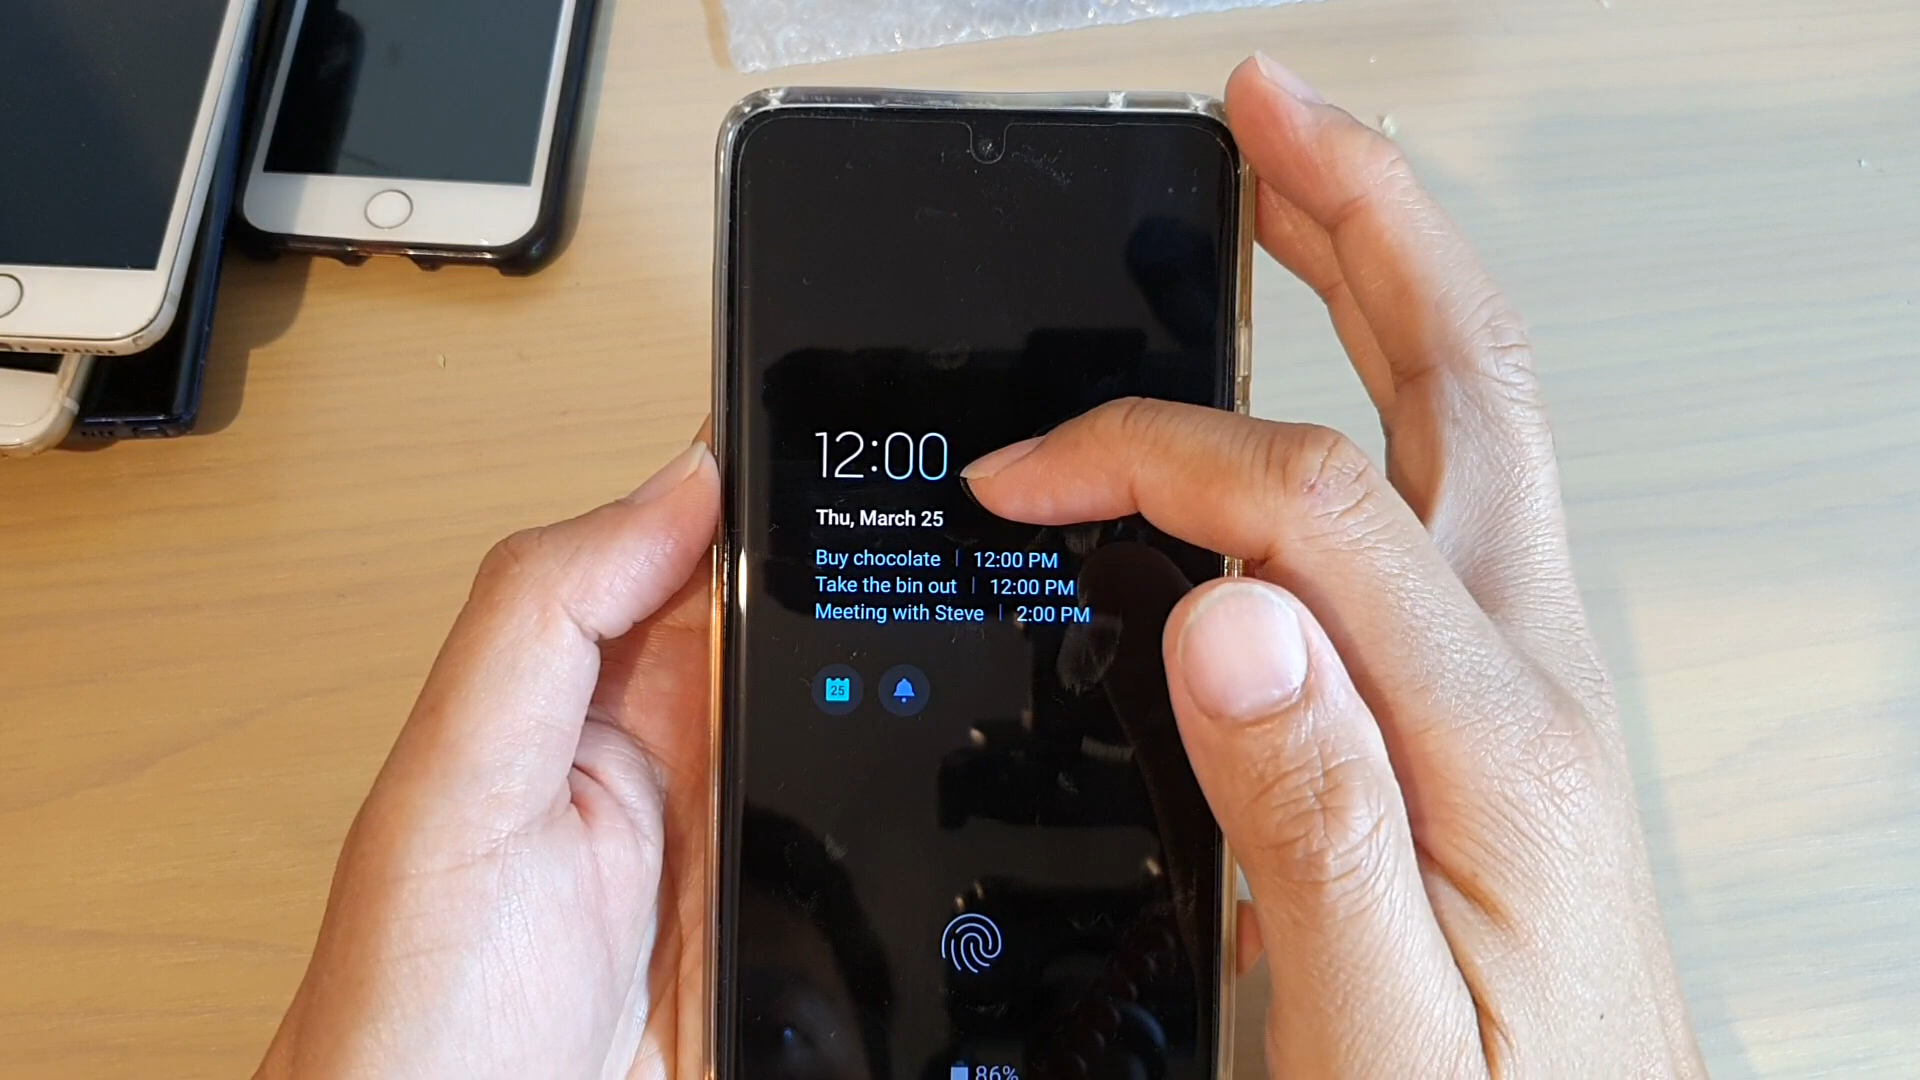 12:00
Thu, March 25
Buy chocolate | 12:00 PM
Take the bin out | 12:00 PM
Meeting with Steve | 2:00 PM
25
86%